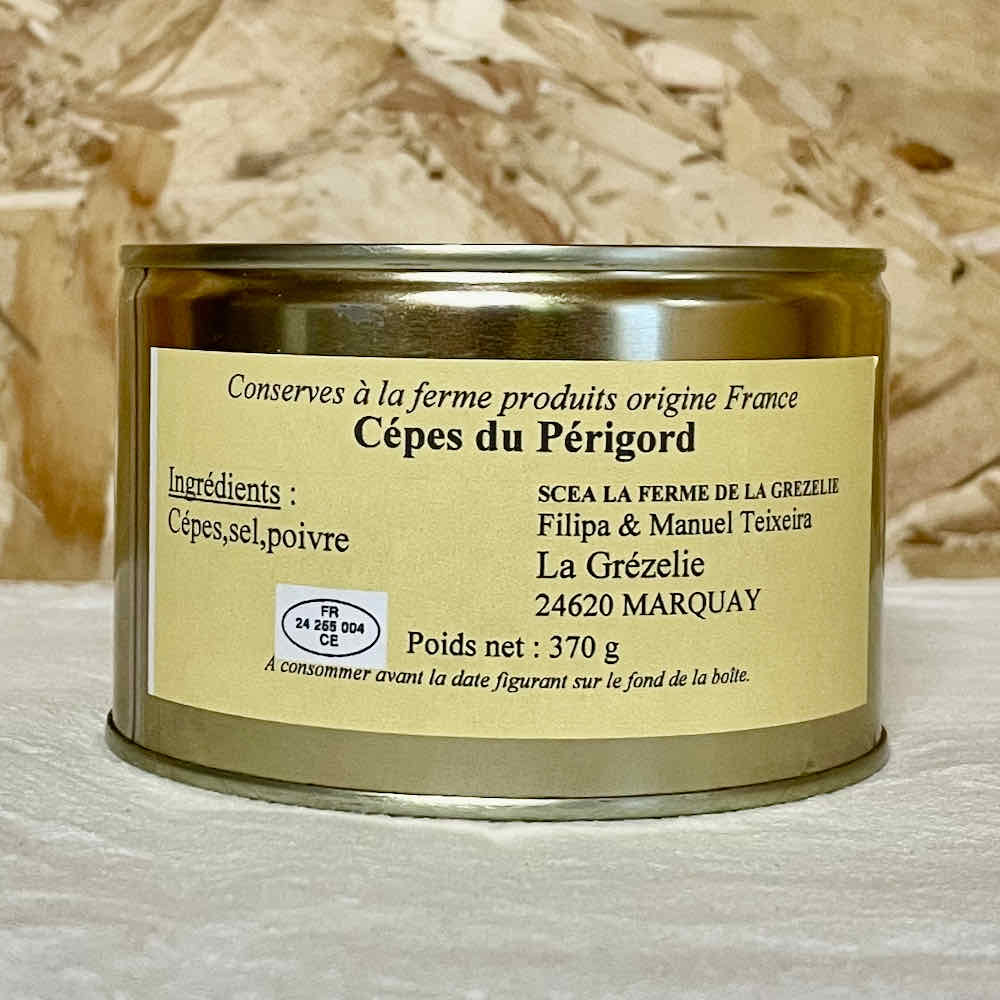 Conserves à la ferme produits origine France
Cépes du Périgord
Ingrédients :
Cépes,sel,poivre
SCEA LA FERME DE LA GREZELIE
Filipa & Manuel Teixeira
La Grézelie
24620 MARQUAY
FR
24 255 004
CE
Poids net : 370 g
A consommer avant la date figurant sur le fond de la boîte.